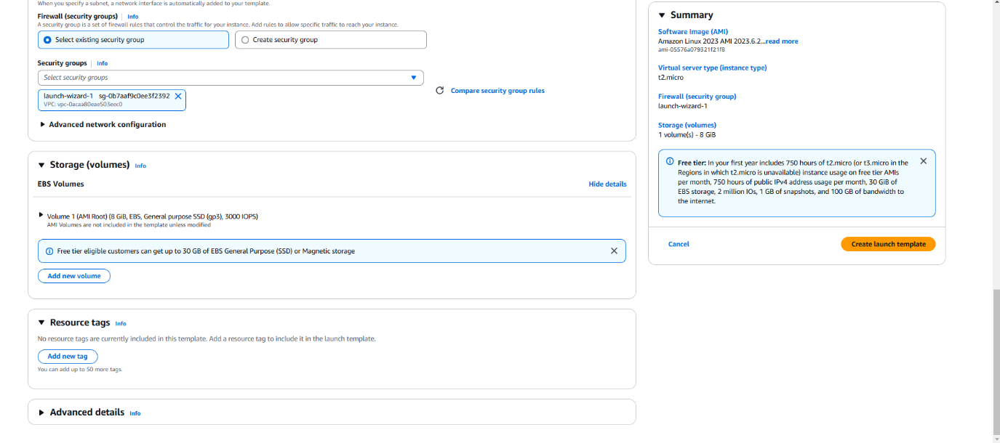 When you specify a subnet, a network interface is automatically added to your template.
Firewall (security groups) Info
A security group is a set of firewall rules that control the traffic for your instance. Add rules to allow specific traffic to reach your instance.
Select existing security group
Create security group
Security groups Info
Select security groups
launch-wizard-1 sg-0b7aaf9c0ee3f2392
VPC: vpc-0acaa80eae503eec0
Compare security group rules
Advanced network configuration
Storage (volumes) Info
EBS Volumes
Hide details
Volume 1 (AMI Root) (8 GiB, EBS, General purpose SSD (gp3), 3000 IOPS)
AMI Volumes are not included in the template unless modified
Free tier eligible customers can get up to 30 GB of EBS General Purpose (SSD) or Magnetic storage
Add new volume
Resource tags Info
No resource tags are currently included in this template. Add a resource tag to include it in the launch template.
Add new tag
You can add up to 50 more tags.
Advanced details Info
Summary
Software Image (AMI)
Amazon Linux 2023 AMI 2023.6.2...read more
ami-05576a079321f21f8
Virtual server type (instance type)
t2.micro
Firewall (security group)
launch-wizard-1
Storage (volumes)
1 volume(s) - 8 GiB
Free tier: In your first year includes 750 hours of t2.micro (or t3.micro in the
Regions in which t2.micro is unavailable) instance usage on free tier AMIs
per month, 750 hours of public IPv4 address usage per month, 30 GiB of
EBS storage, 2 million IOs, 1 GB of snapshots, and 100 GB of bandwidth to
the internet.
Cancel
Create launch template